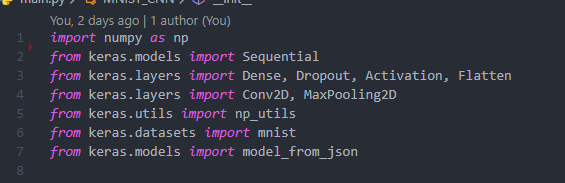 main.py > MNIST_CNN > __init__
You, 2 days ago | 1 author (You)
1 import numpy as np
2 from keras.models import Sequential
3 from keras.layers import Dense, Dropout, Activation, Flatten
4 from keras.layers import Conv2D, MaxPooling2D
5 from keras.utils import np_utils
6 from keras.datasets import mnist
7 from keras.models import model_from_json
8